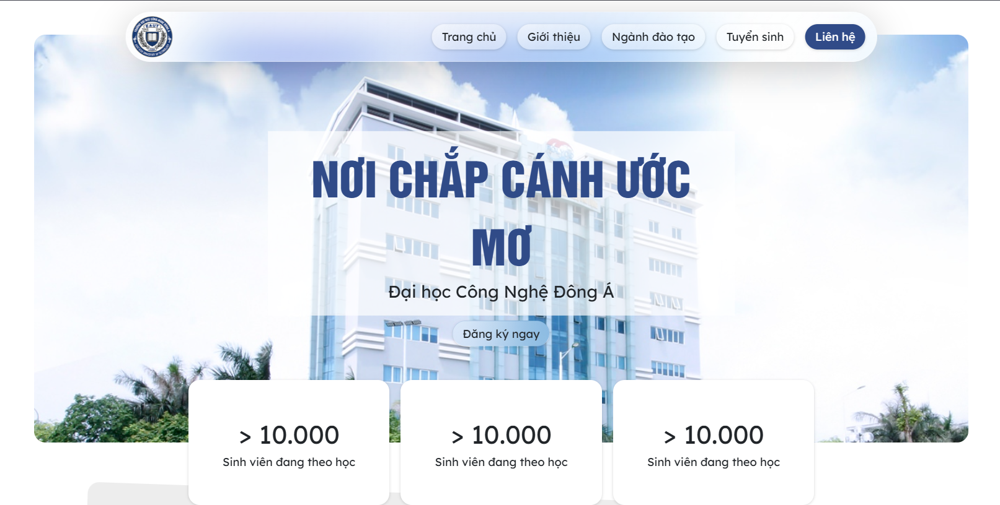 EAUT
Trang chủ
Giới thiệu
Ngành đào tạo
Tuyển sinh
Liên hệ
NƠI CHẮP CÁNH ƯỚC
MƠ
Đại học Công Nghệ Đông Á
Đăng ký ngay
> 10.000
Sinh viên đang theo học
> 10.000
Sinh viên đang theo học
> 10.000
Sinh viên đang theo học